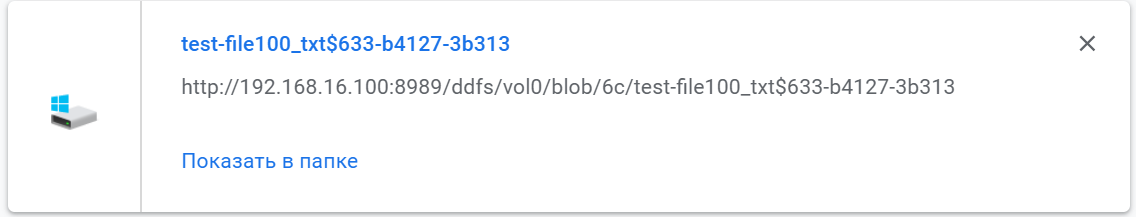 test-file100_txt$633-b4127-3b313
http://192.168.16.100:8989/ddfs/vol0/blob/6c/test-file100_txt$633-b4127-3b313
Показать в папке